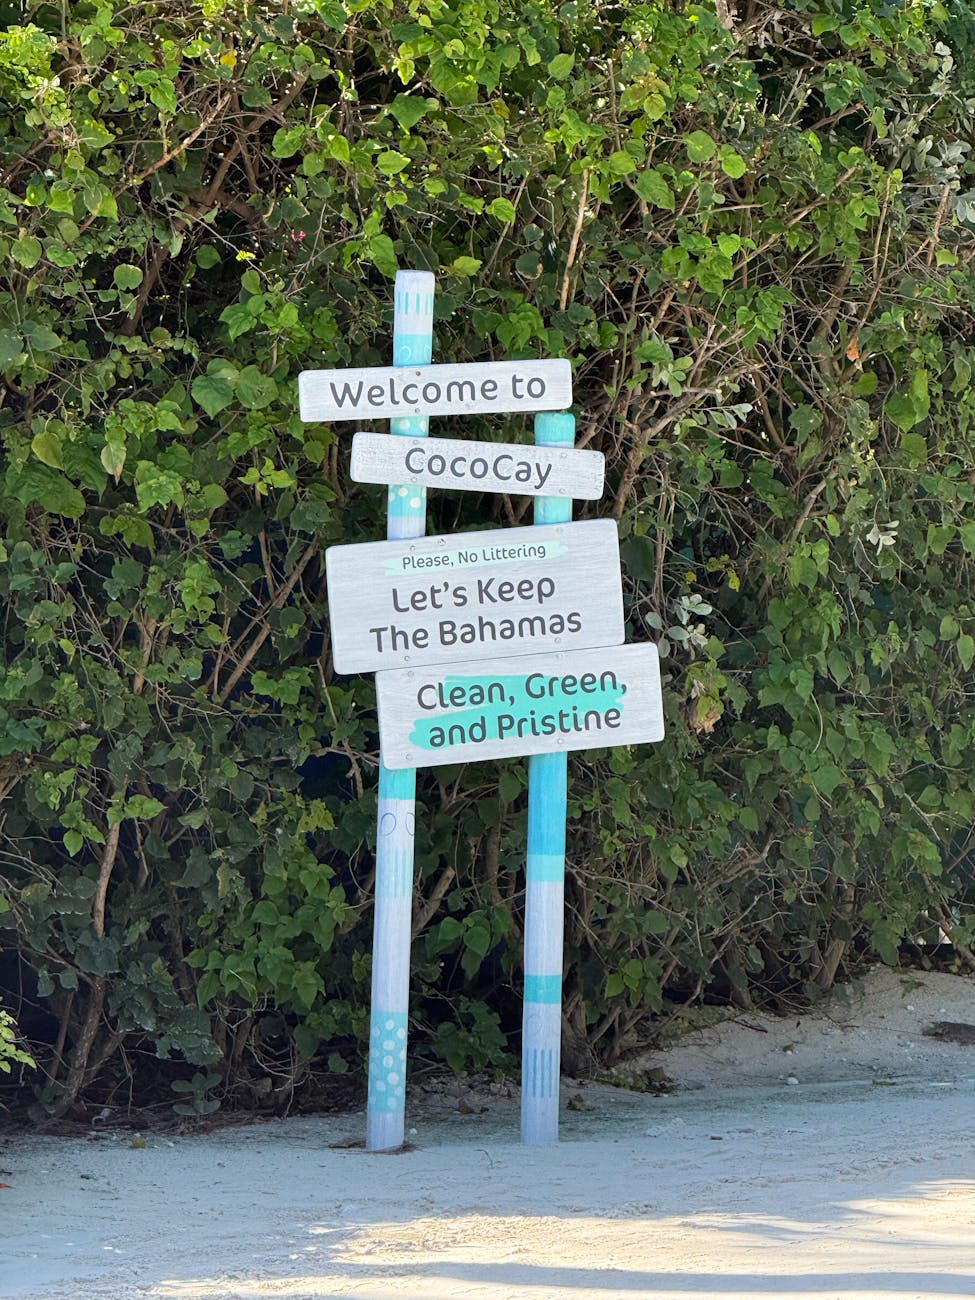 Welcome to
CocoCay
Please, No Littering
Let's Keep
The Bahamas
Clean, Green,
and Pristine